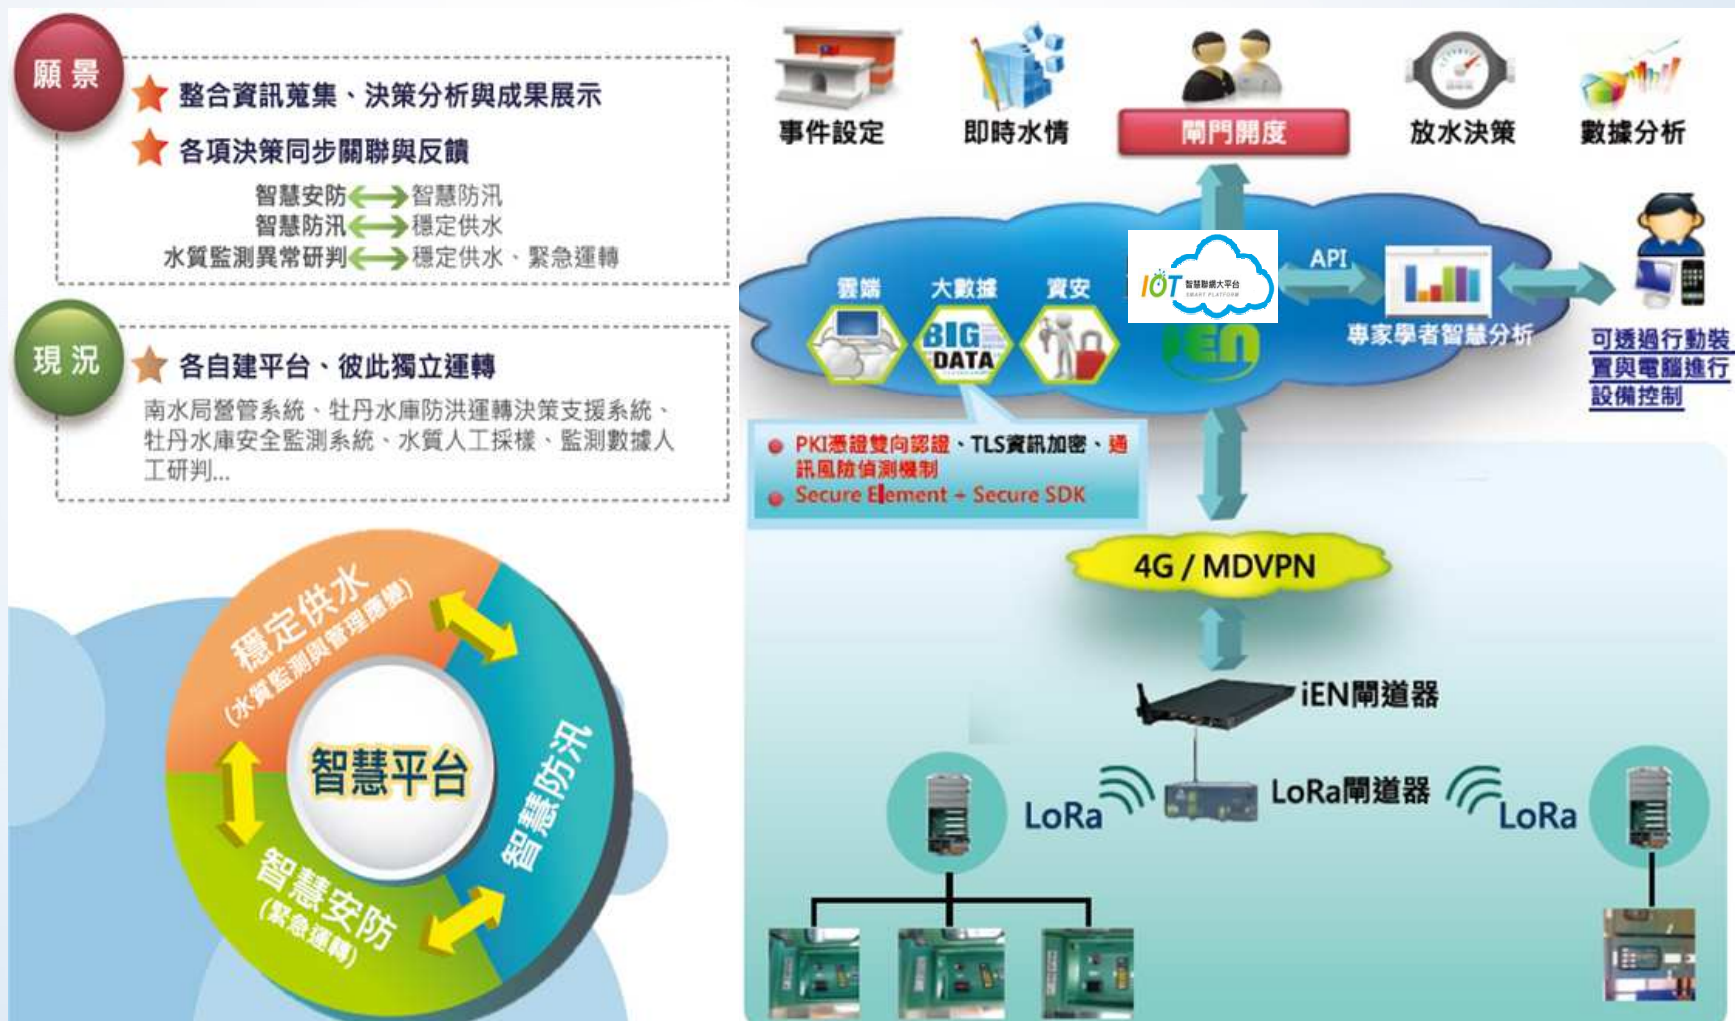 願景
整合資訊蒐集、決策分析與成果展示
各項決策同步關聯與反饋
智慧安防 智慧防汛
智慧防汛 穩定供水
水質監測異常研判 穩定供水、緊急運轉
現況
各自建平台、彼此獨立運轉
南水局營管系統、牡丹水庫防洪運轉決策支援系統、
牡丹水庫安全監測系統、水質人工採樣、監測數據人
工研判...
穩定供水
(水質監測與管理應變)
智慧防汛
智慧安防
(緊急運轉)
智慧平台
事件設定
即時水情
閘門開度
放水決策
數據分析
雲端
大數據
資安
BIG
DATA
IOT 智慧聯網大平台
SMART PLATFORM
iEN
API
專家學者智慧分析
可透過行動裝
置與電腦進行
設備控制
PKI憑證雙向認證、TLS資訊加密、通
訊風險偵測機制
Secure Element + Secure SDK
4G / MDVPN
iEN閘道器
LoRa閘道器
LoRa
LoRa